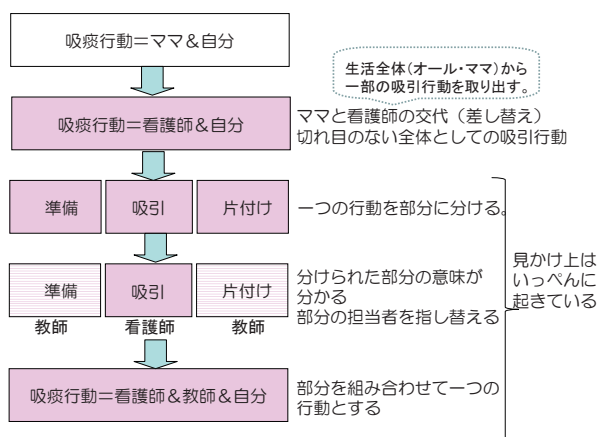 吸痰行動＝ママ＆自分
生活全体（オール・ママ）から
一部の吸引行動を取り出す。
吸痰行動＝看護師＆自分
ママと看護師の交代（差し替え）
切れ目のない全体としての吸引行動
準備
吸引
片付け
一つの行動を部分に分ける。
見かけ上は
いっぺんに
起きている
準備
吸引
片付け
分けられた部分の意味が
分かる
部分の担当者を指し替える
教師
看護師
教師
吸痰行動＝看護師＆教師＆自分
部分を組み合わせて一つの
行動とする